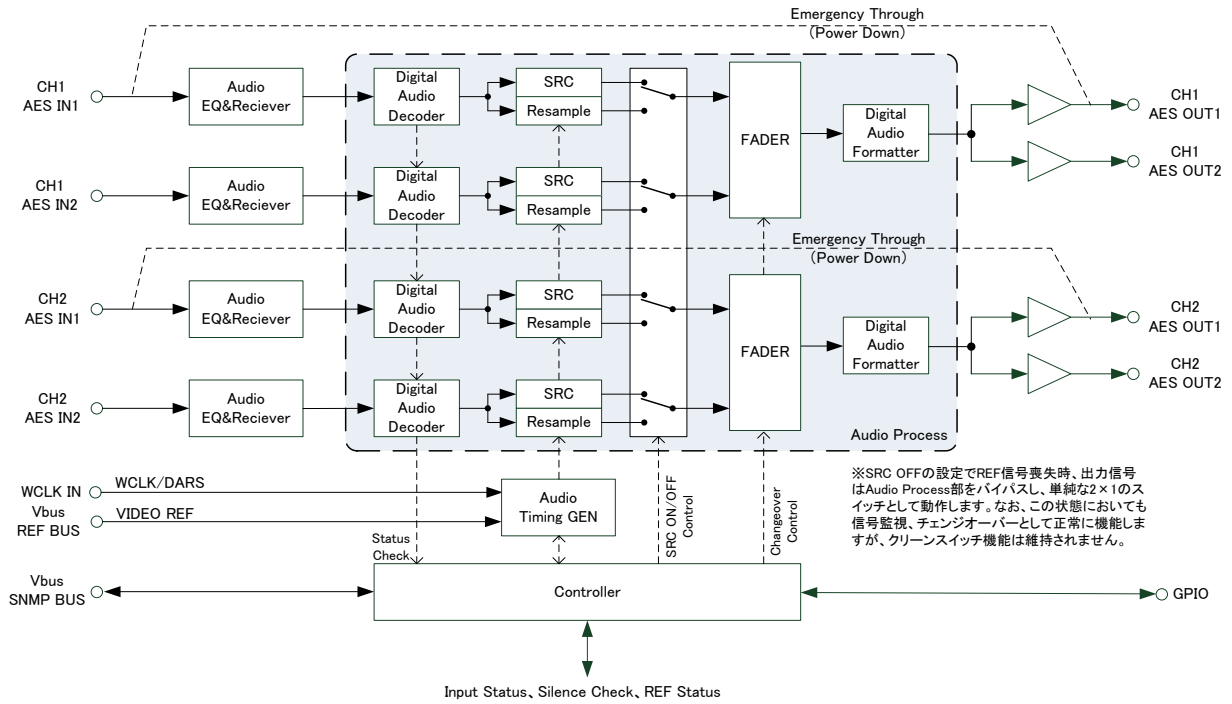 Emergency Through
(Power Down)
CH1
AES IN1
Audio
EQ&Reciever
Digital
Audio
Decoder
SRC
Resample
FADER
Digital
Audio
Formatter
CH1
AES OUT1
CH1
AES OUT2
CH1
AES IN2
Audio
EQ&Reciever
Digital
Audio
Decoder
SRC
Resample
Emergency Through
(Power Down)
CH2
AES IN1
Audio
EQ&Reciever
Digital
Audio
Decoder
SRC
Resample
FADER
Digital
Audio
Formatter
CH2
AES OUT1
CH2
AES OUT2
CH2
AES IN2
Audio
EQ&Reciever
Digital
Audio
Decoder
SRC
Resample
Audio Process
WCLK IN
WCLK/DARS
Vbus
REF BUS
VIDEO REF
Audio
Timing GEN
Status
Check
SRC ON/OFF
Control
Changeover
Control
※SRC OFFの設定でREF信号喪失時、出力信号
はAudio Process部をバイパスし、単純な2×1のス
イッチとして動作します。なお、この状態においても
信号監視、チェンジオーバーとして正常に機能しま
すが、クリーンスイッチ機能は維持されません。
Vbus
SNMP BUS
Controller
GPIO
Input Status、Silence Check、REF Status